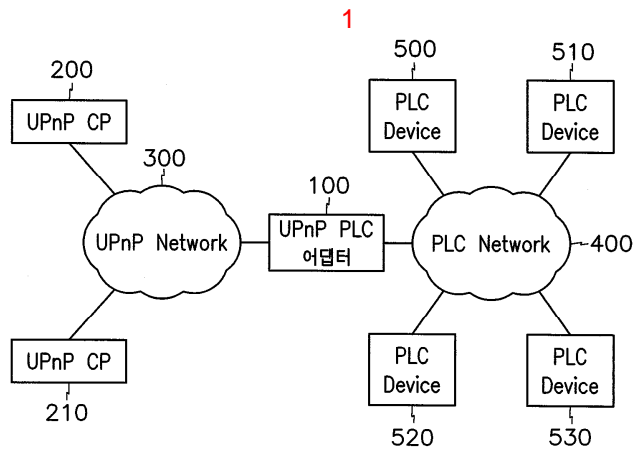 1
200
UPnP CP
300
UPnP Network
UPnP CP
210
100
UPnP PLC
어댑터
500
PLC
Device
510
PLC
Device
PLC Network
400
PLC
Device
520
PLC
Device
530